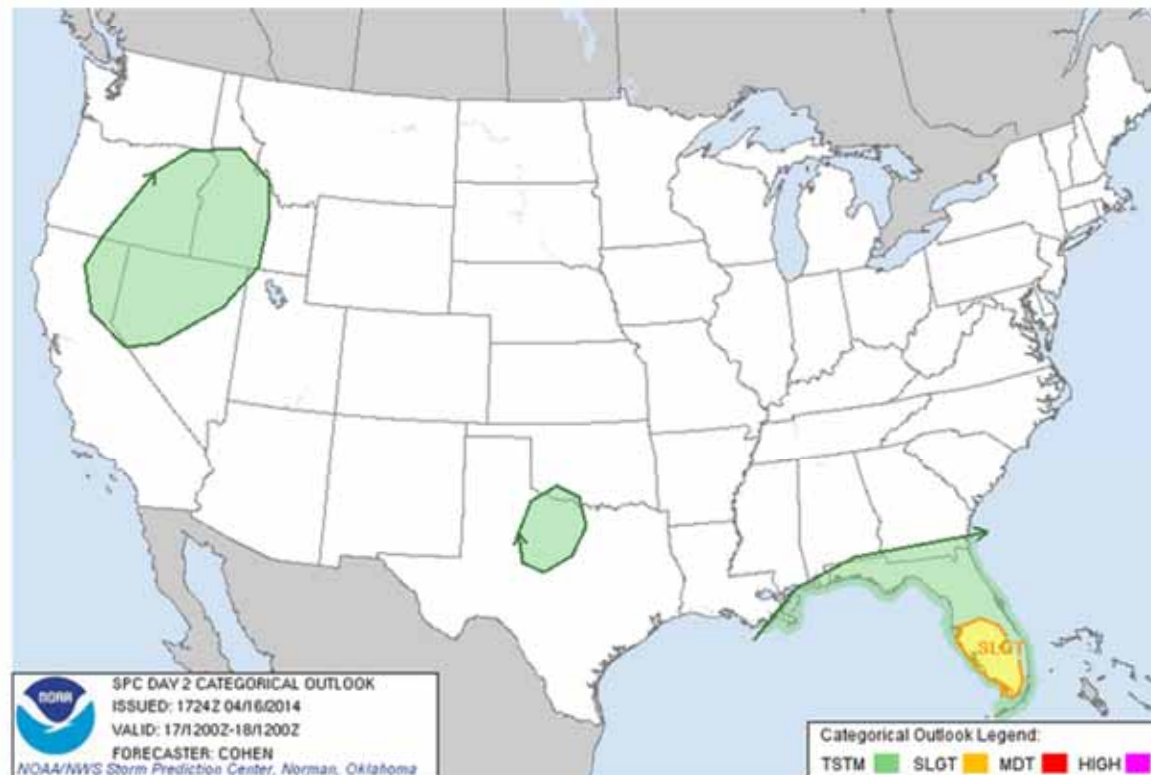 SLGT
NOAA
SPC DAY 2 CATEGORICAL OUTLOOK
ISSUED: 1724Z 04/16/2014
VALID: 17/1200Z-18/1200Z
FORECASTER: COHEN
NOAA/NWS Storm Prediction Center, Norman, Oklahoma
Categorical Outlook Legend:
TSTM SLGT MDT HIGH